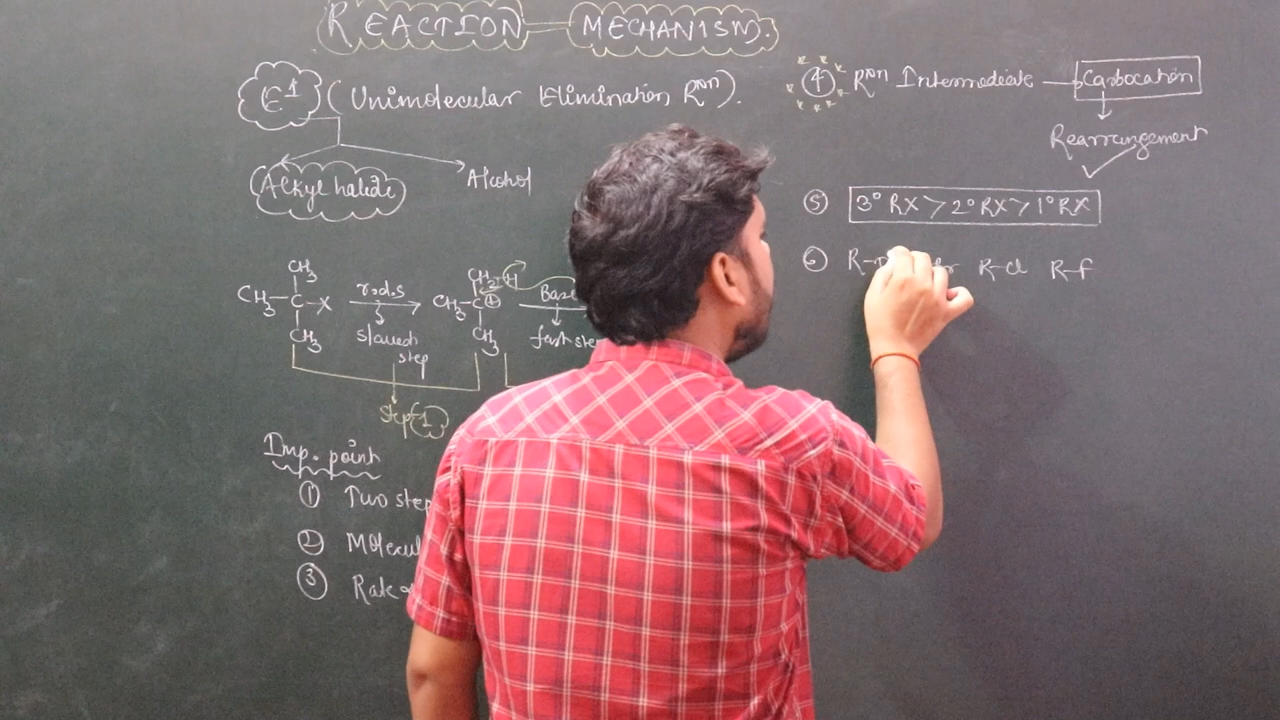 REACTION — MECHANISM.
E1 (Unimolecular Elimination Rxn).
Alkyl halide
Alcohol
CH3
CH3-C-X
CH3
r.d.s
slowest
step
CH2-H
CH3-C⊕
CH3
Base
fast step
Step-1
Imp. point
① Two step
② Molecul
③ Rate ∝
④ Rxn Intermediate → Carbocation
Rearrangement
⑤ 3° RX > 2° RX > 1° RX
⑥ R- Br R-Cl R-F